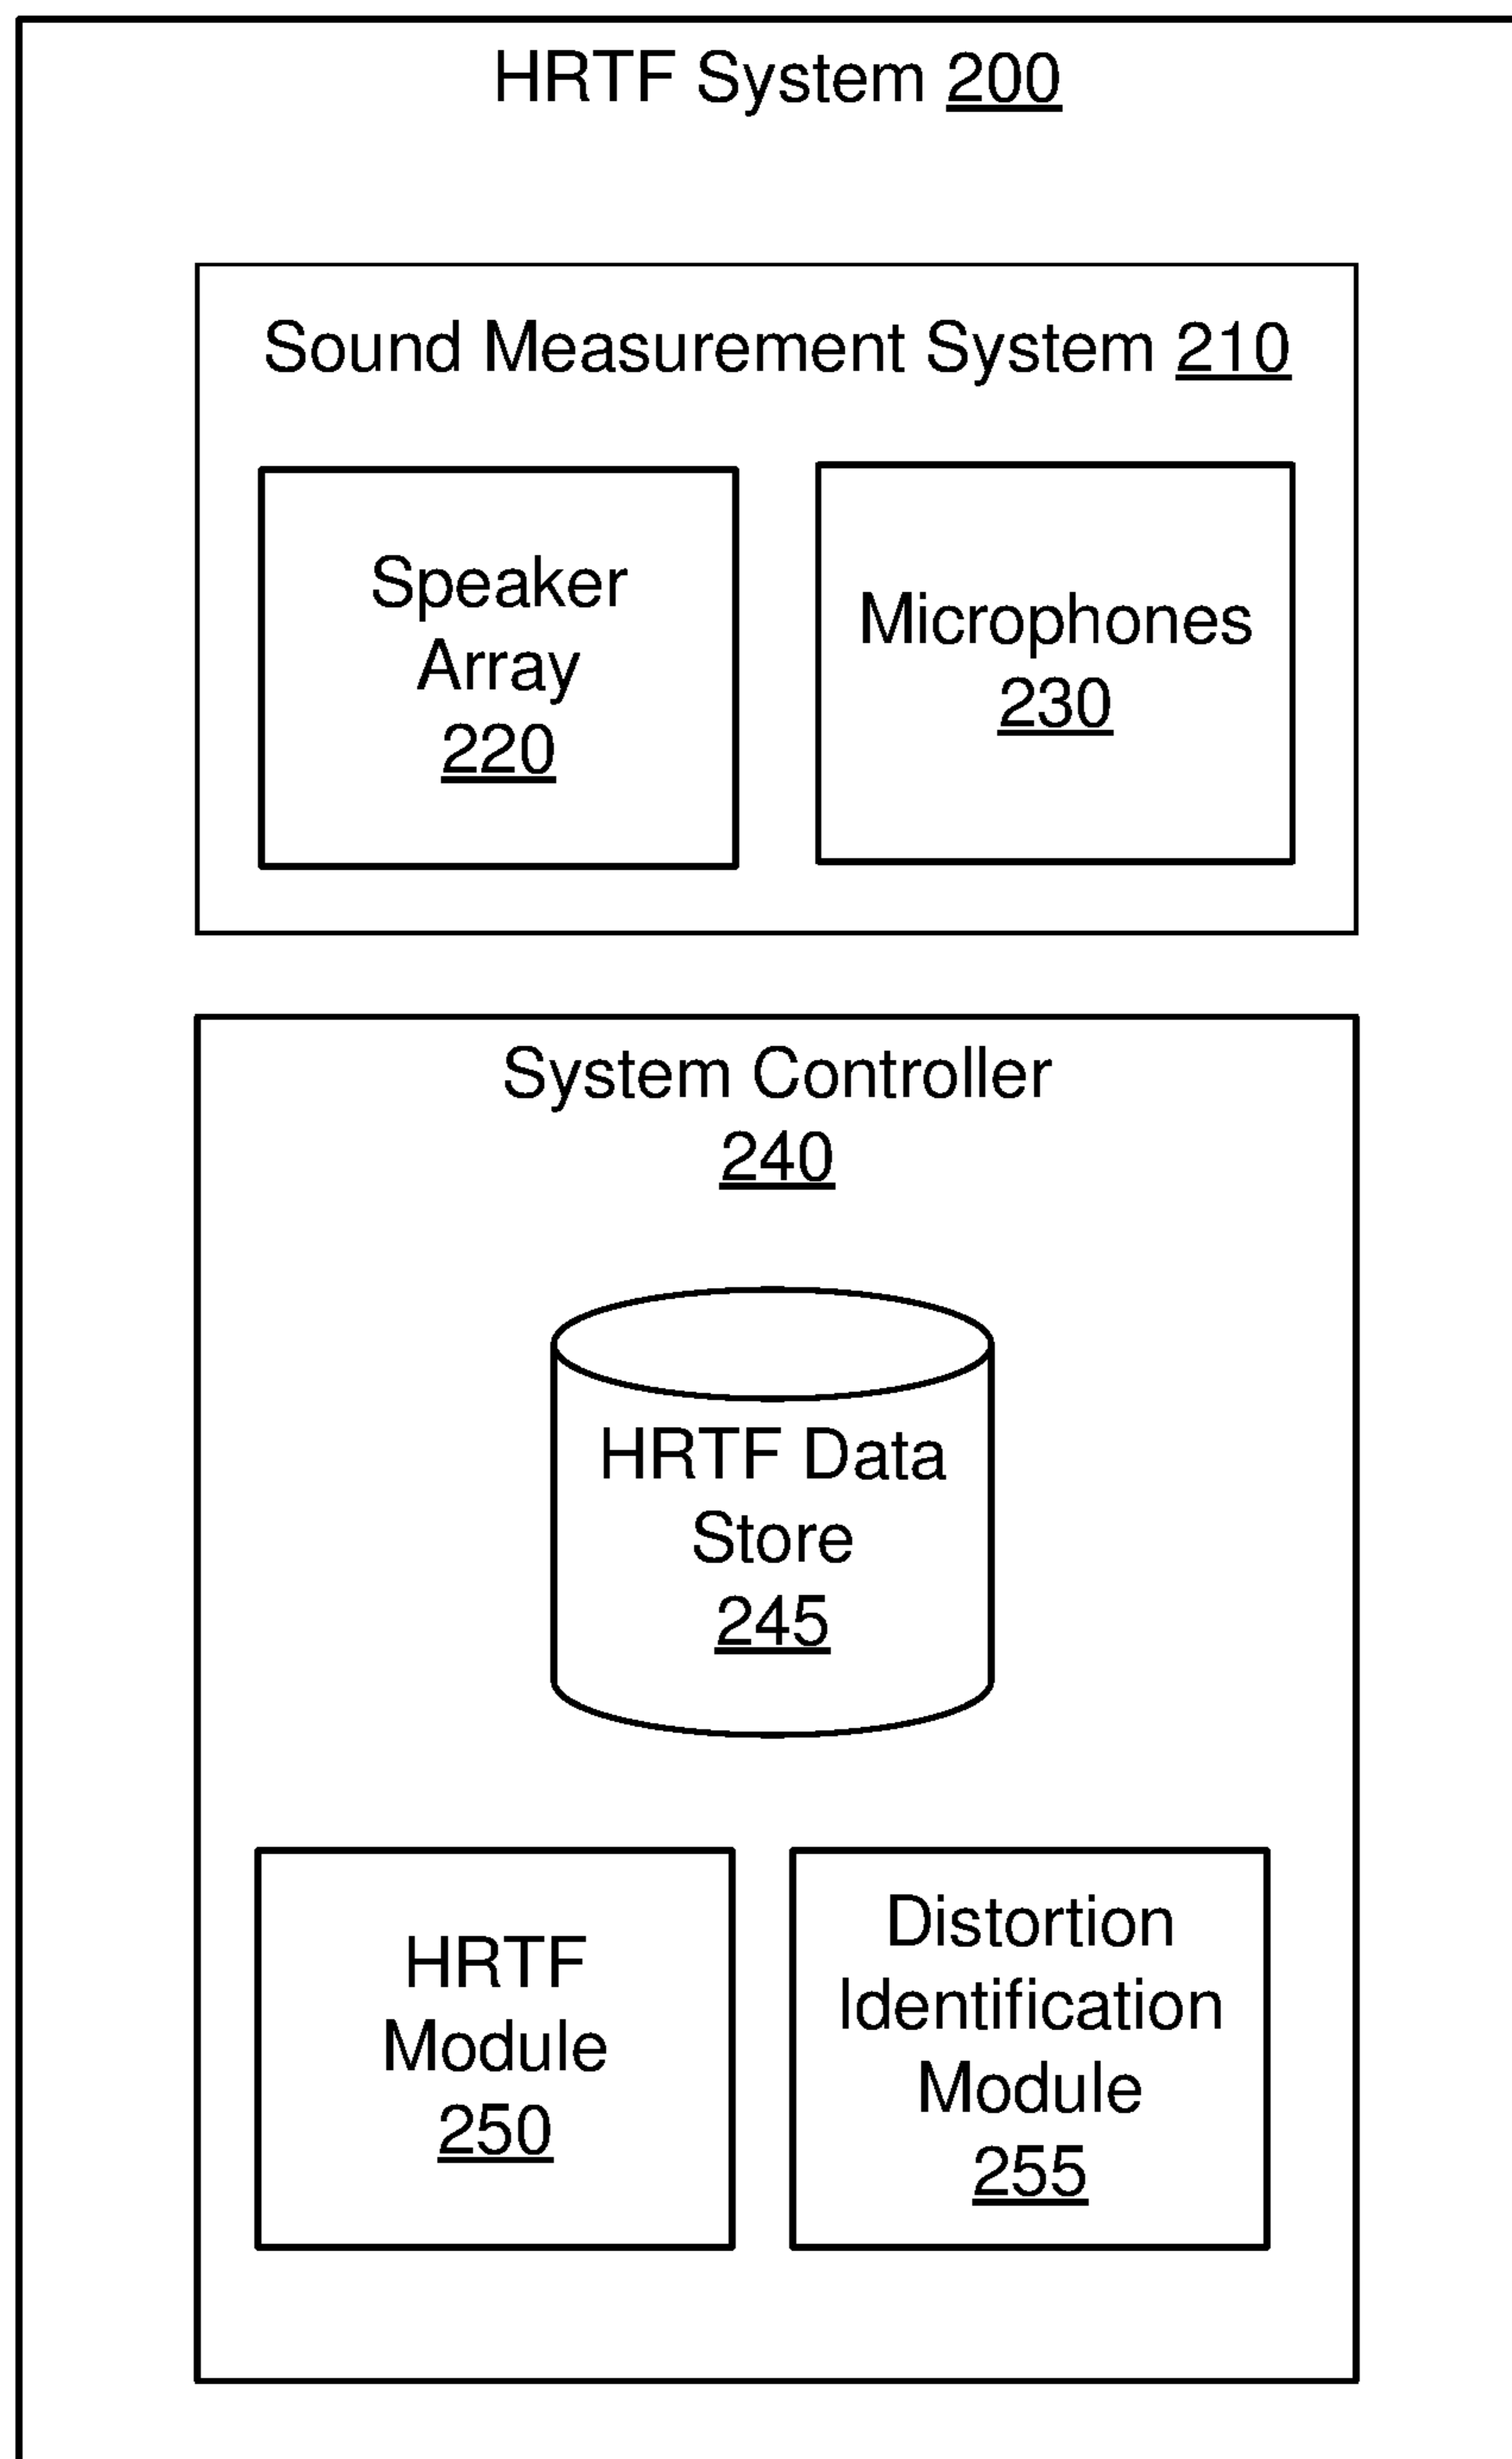 HRTF System 200
Sound Measurement System 210
Speaker
Array
220
Microphones
230
System Controller
240
HRTF Data
Store
245
HRTF
Module
250
Distortion
Identification
Module
255